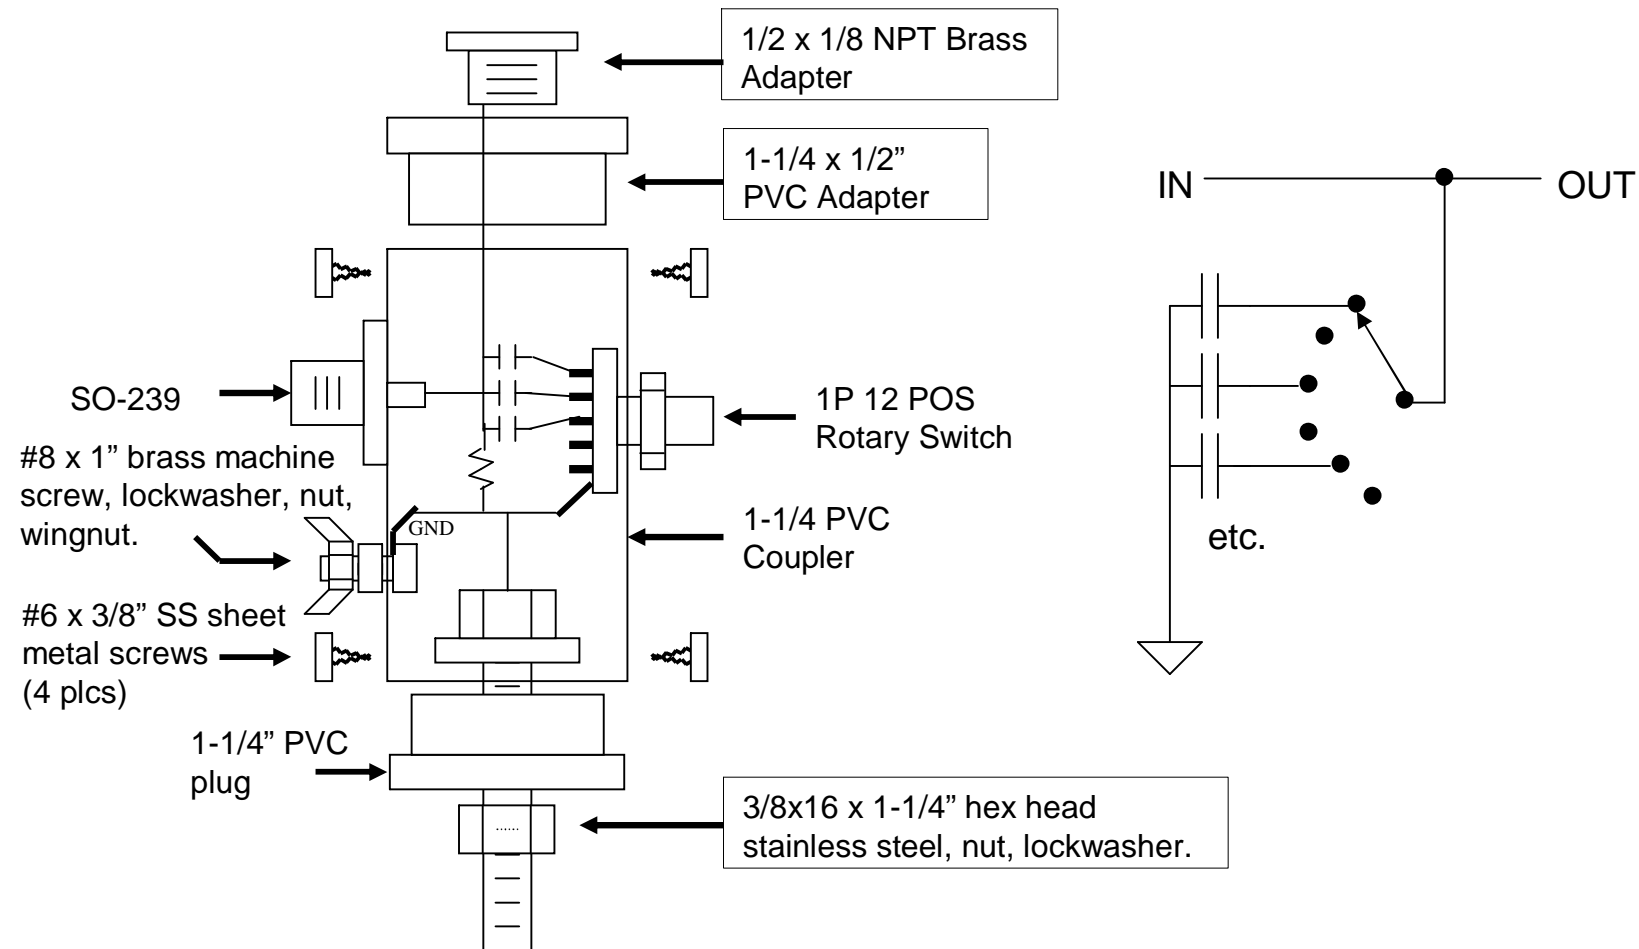 1/2 x 1/8 NPT Brass
Adapter
1-1/4 x 1/2”
PVC Adapter
IN
OUT
SO-239
1P 12 POS
Rotary Switch
#8 x 1” brass machine
screw, lockwasher, nut,
wingnut.
GND
1-1/4 PVC
Coupler
etc.
#6 x 3/8” SS sheet
metal screws
(4 plcs)
1-1/4” PVC
plug
3/8x16 x 1-1/4” hex head
stainless steel, nut, lockwasher.